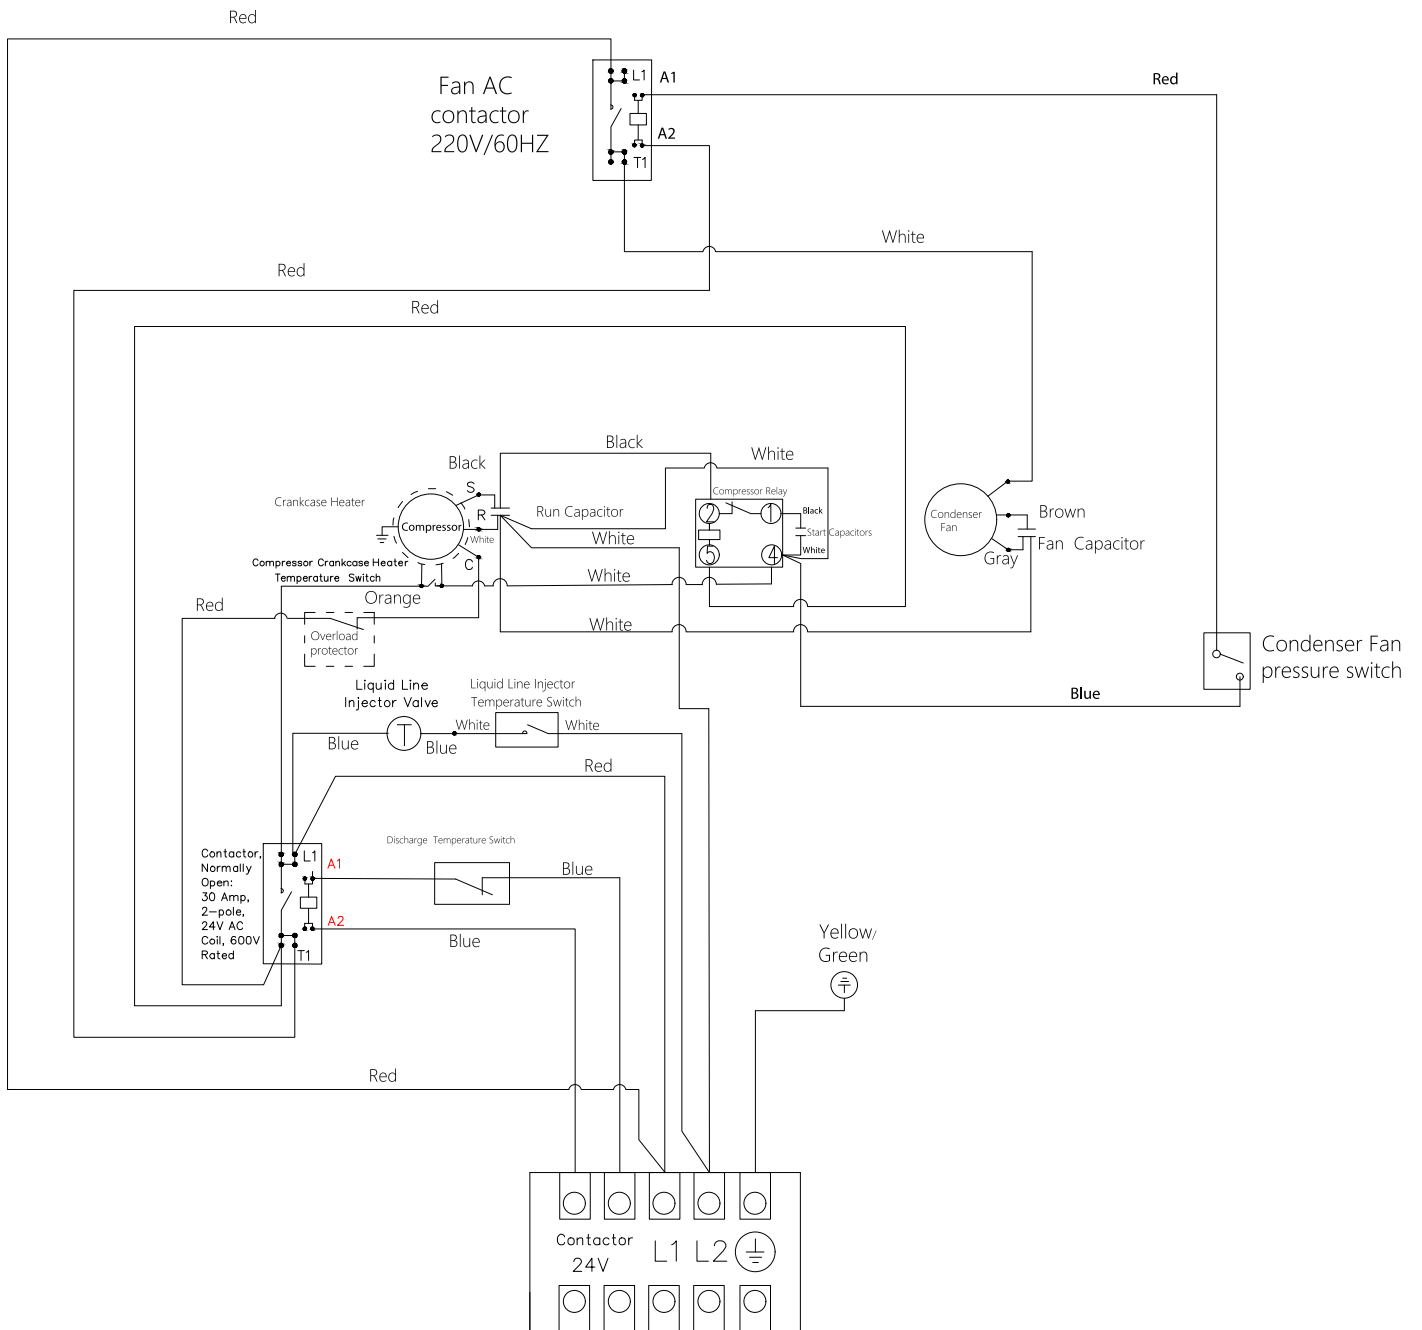 Red
Fan AC
contactor
220V/60HZ
L1
A1
A2
T1
Red
White
Red
Red
Black
White
Black
S
Crankcase Heater
R
Run Capacitor
Compressor
White
White
C
Compressor Relay
2
1
Black
Start Capacitors
White
5
4
Condenser
Fan
Brown
Fan Capacitor
Gray
Compressor Crankcase Heater
Temperature Switch
White
Orange
Red
Overload
protector
White
Condenser Fan
pressure switch
Blue
Liquid Line
Injector Valve
Liquid Line Injector
Temperature Switch
T
White
White
Blue
Blue
Red
Discharge Temperature Switch
Contactor,
Normally
Open:
30 Amp,
2-pole,
24V AC
Coil, 600V
Rated
L1
A1
A2
T1
Blue
Blue
Yellow/
Green
Red
Contactor
24V
L1
L2